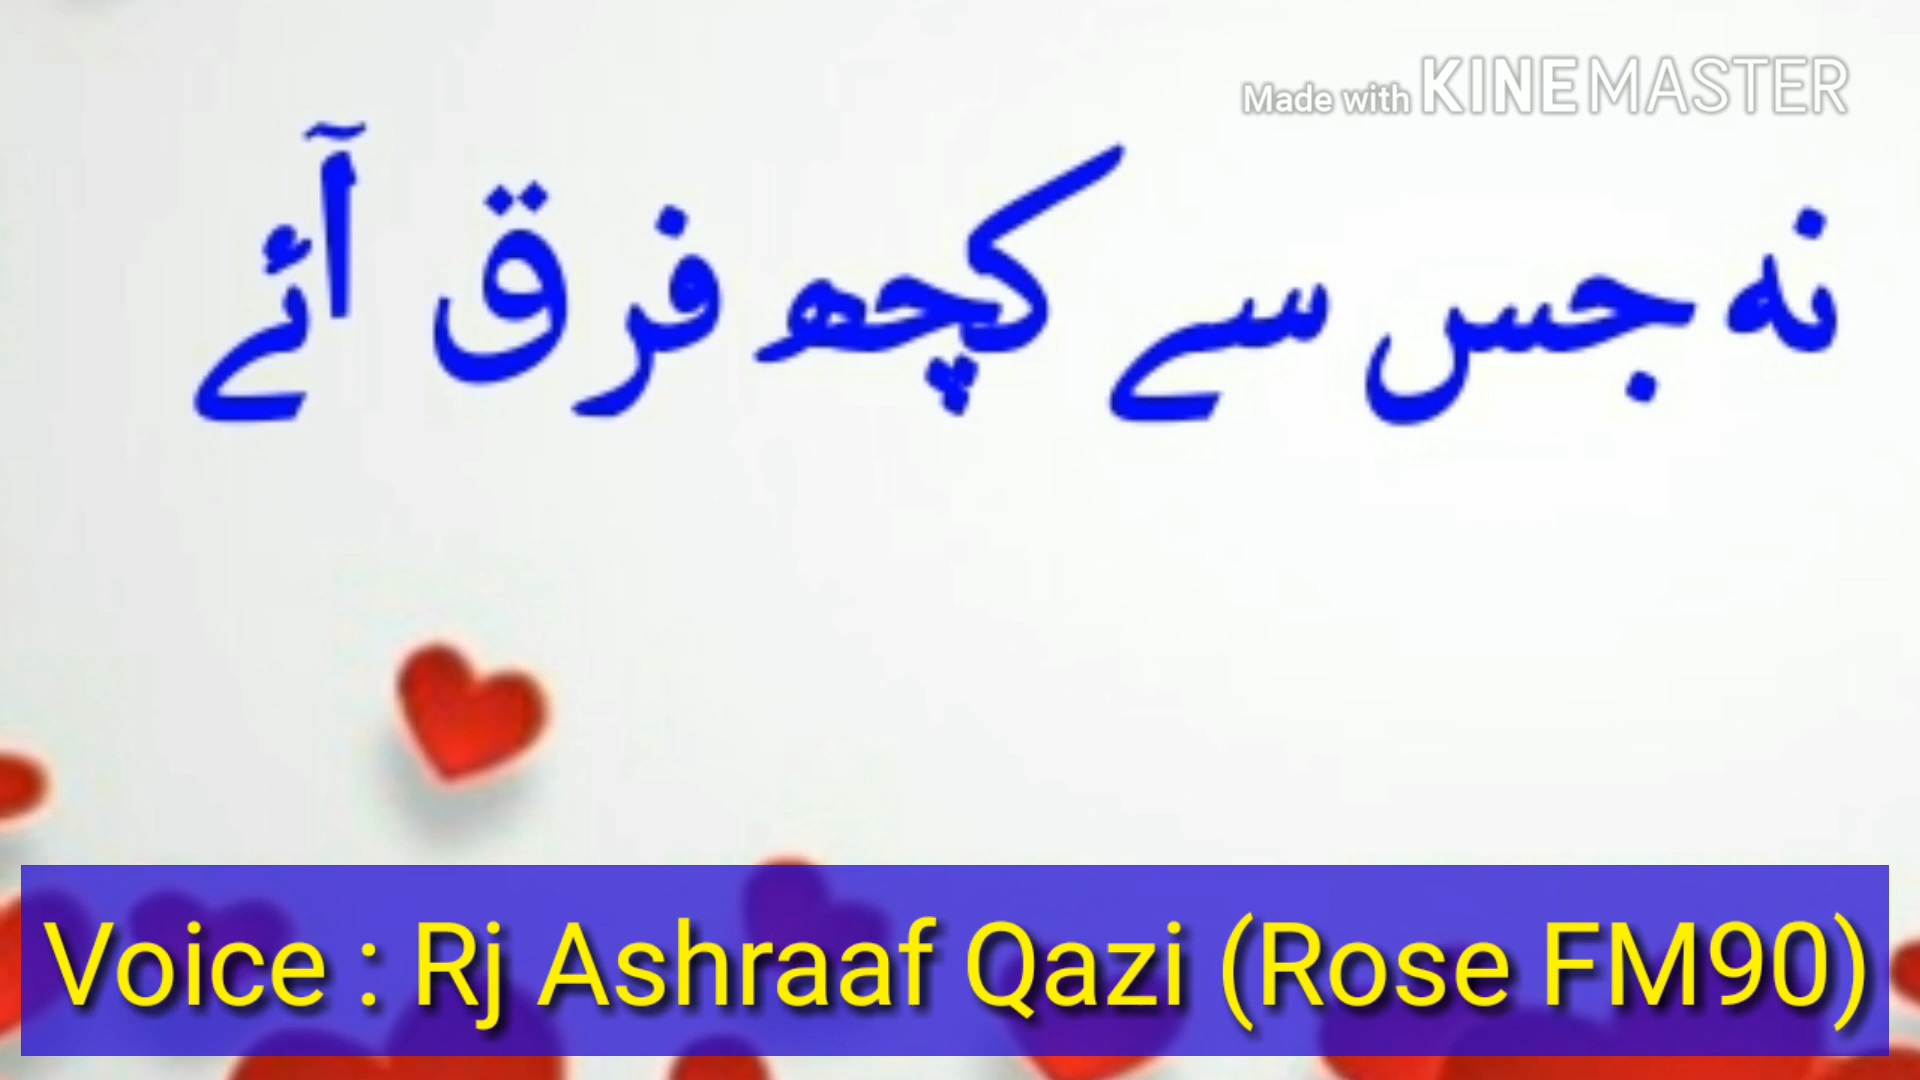 Made with KINEMASTER
نہ جس سے کچھ فرق آئے
Voice : Rj Ashraaf Qazi (Rose FM90)